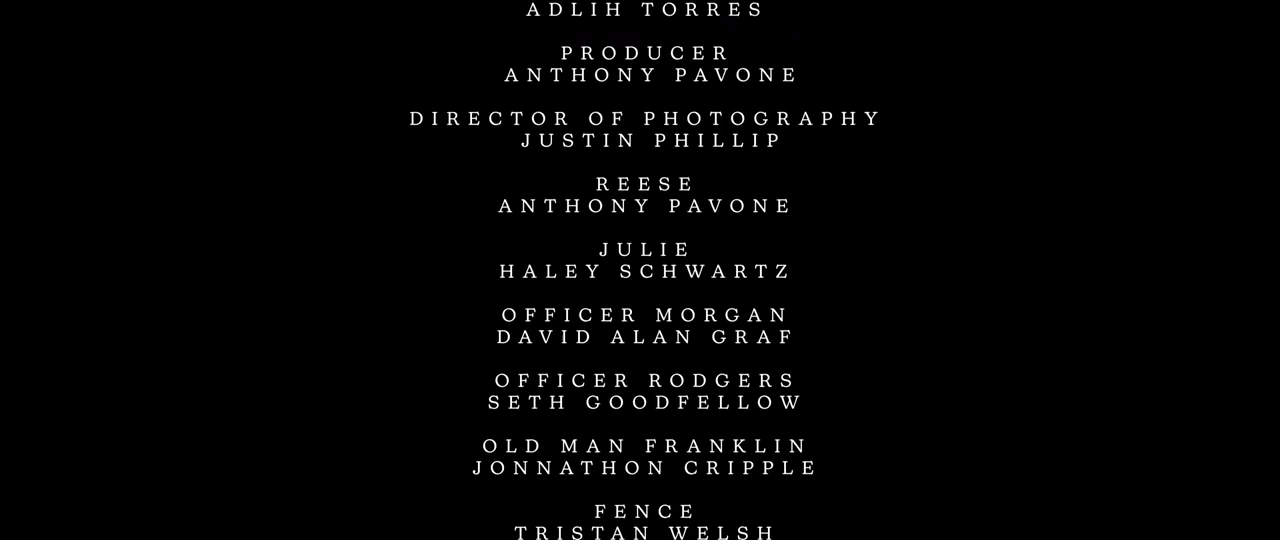 ADLIH TORRES
PRODUCER
ANTHONY PAVONE
DIRECTOR OF PHOTOGRAPHY
JUSTIN PHILLIP
REESE
ANTHONY PAVONE
JULIE
HALEY SCHWARTZ
OFFICER MORGAN
DAVID ALAN GRAF
OFFICER RODGERS
SETH GOODFELLOW
OLD MAN FRANKLIN
JONNATHON CRIPPLE
FENCE
TRISTAN WELSH